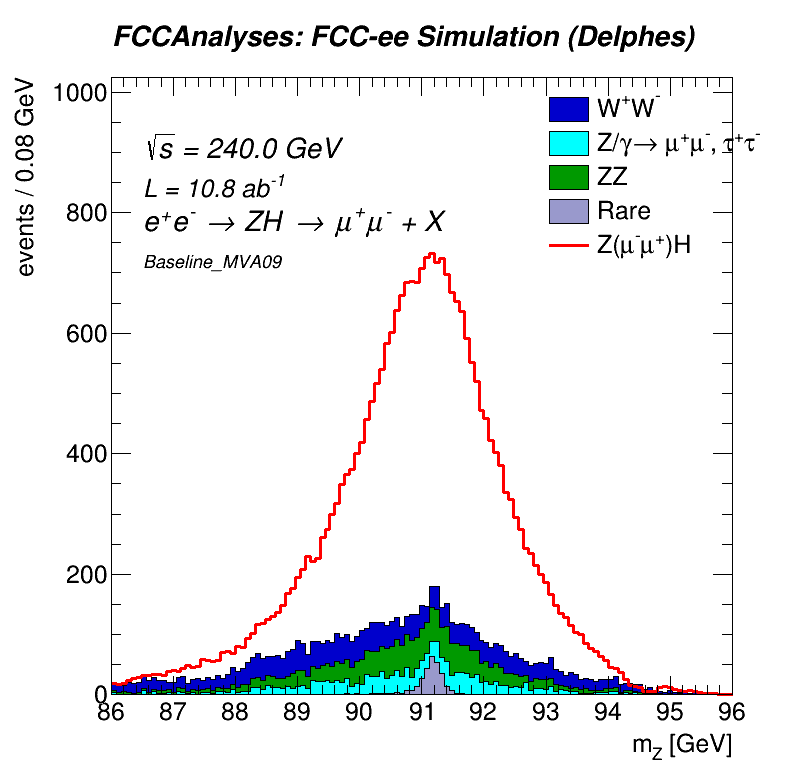 FCCAnalyses: FCC-ee Simulation (Delphes)
events / 0.08 GeV
1000
800
600
400
200
0
√s = 240.0 GeV
L = 10.8 ab⁻¹
e⁺e⁻ → ZH → μ⁺μ⁻ + X
Baseline_MVA09
W⁺W⁻
Z/γ→ μ⁺μ⁻, τ⁺τ⁻
ZZ
Rare
Z(μ⁻μ⁺)H
86 87 88 89 90 91 92 93 94 95 96
m_Z [GeV]